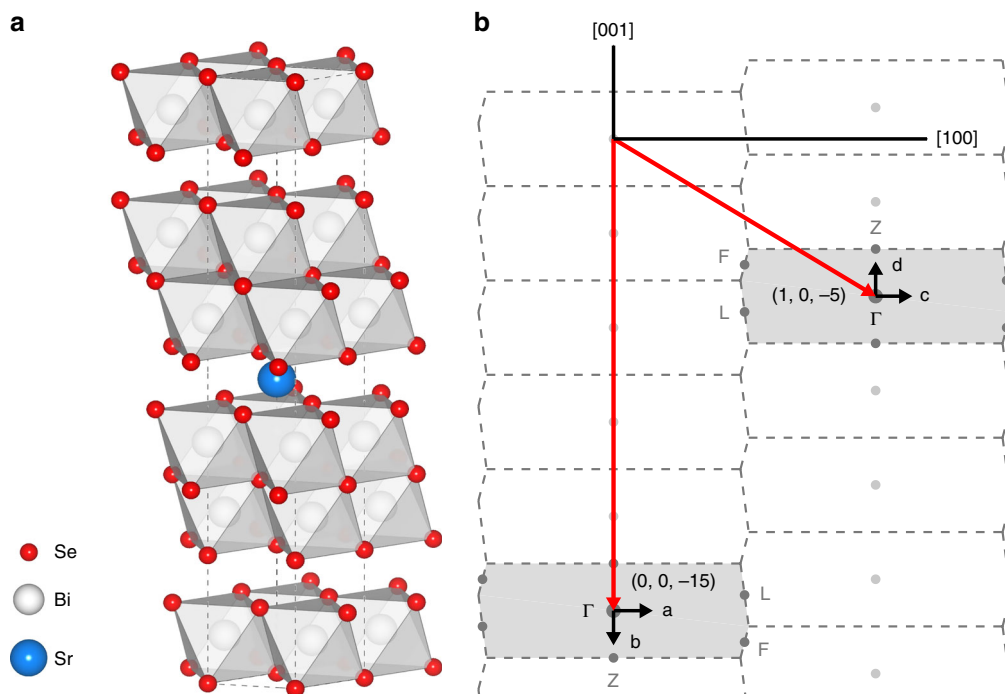 a
Se
Bi
Sr
b
[001]
[100]
Z
F
d
(1, 0, –5)
c
L
Γ
(0, 0, –15)
L
Γ
a
b
F
Z